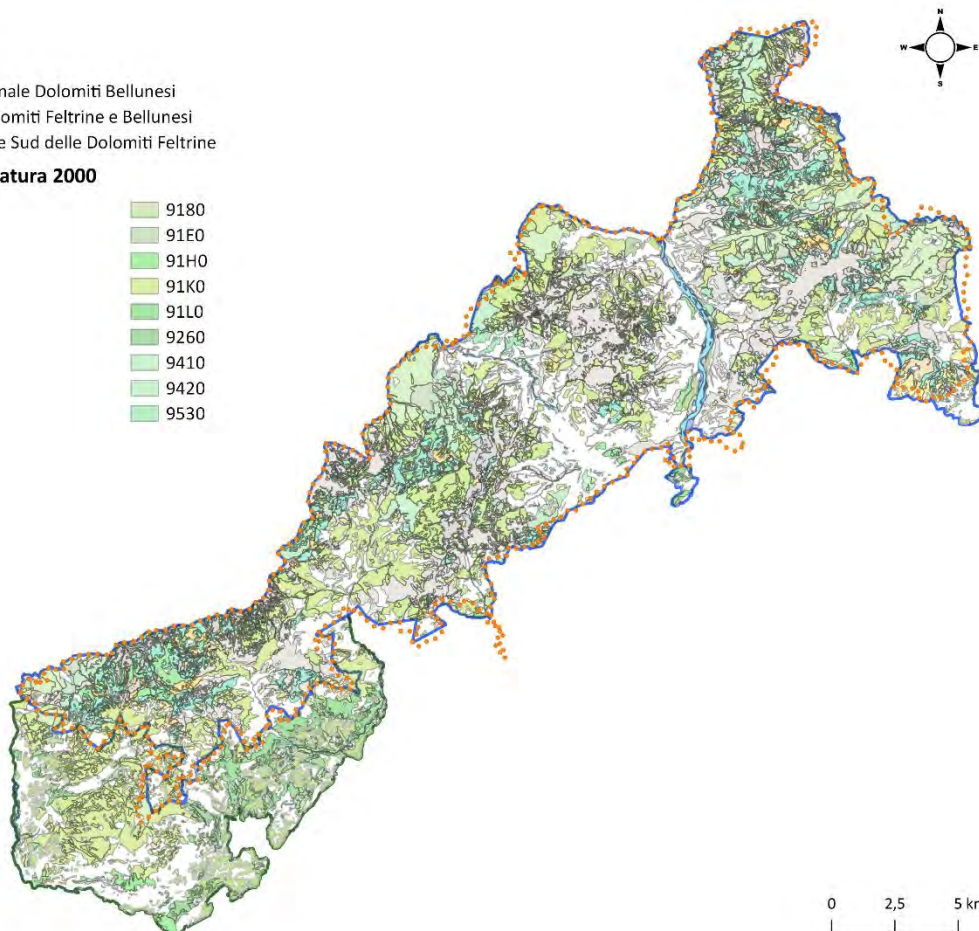 N
W E
S
nale Dolomiti Bellunesi
omiti Feltrine e Bellunesi
e Sud delle Dolomiti Feltrine
atura 2000
9180
91E0
91H0
91K0
91L0
9260
9410
9420
9530
0 2,5 5 km